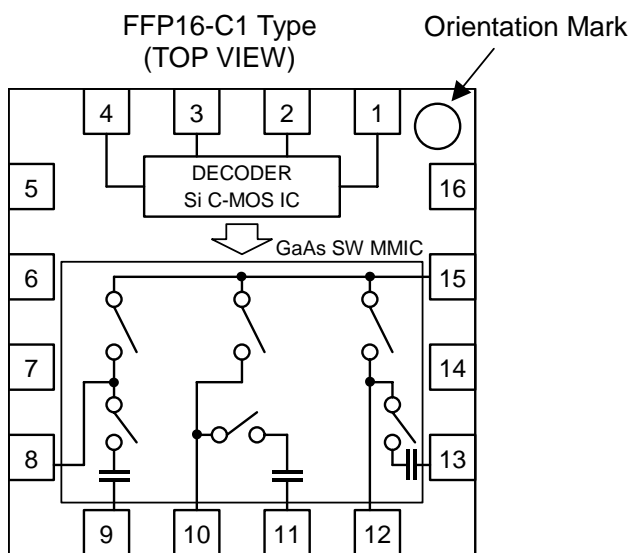 FFP16-C1 Type
(TOP VIEW)
Orientation Mark
4 3 2 1
DECODER
Si C-MOS IC
5 16
GaAs SW MMIC
6 15
7 14
8 13
9 10 11 12